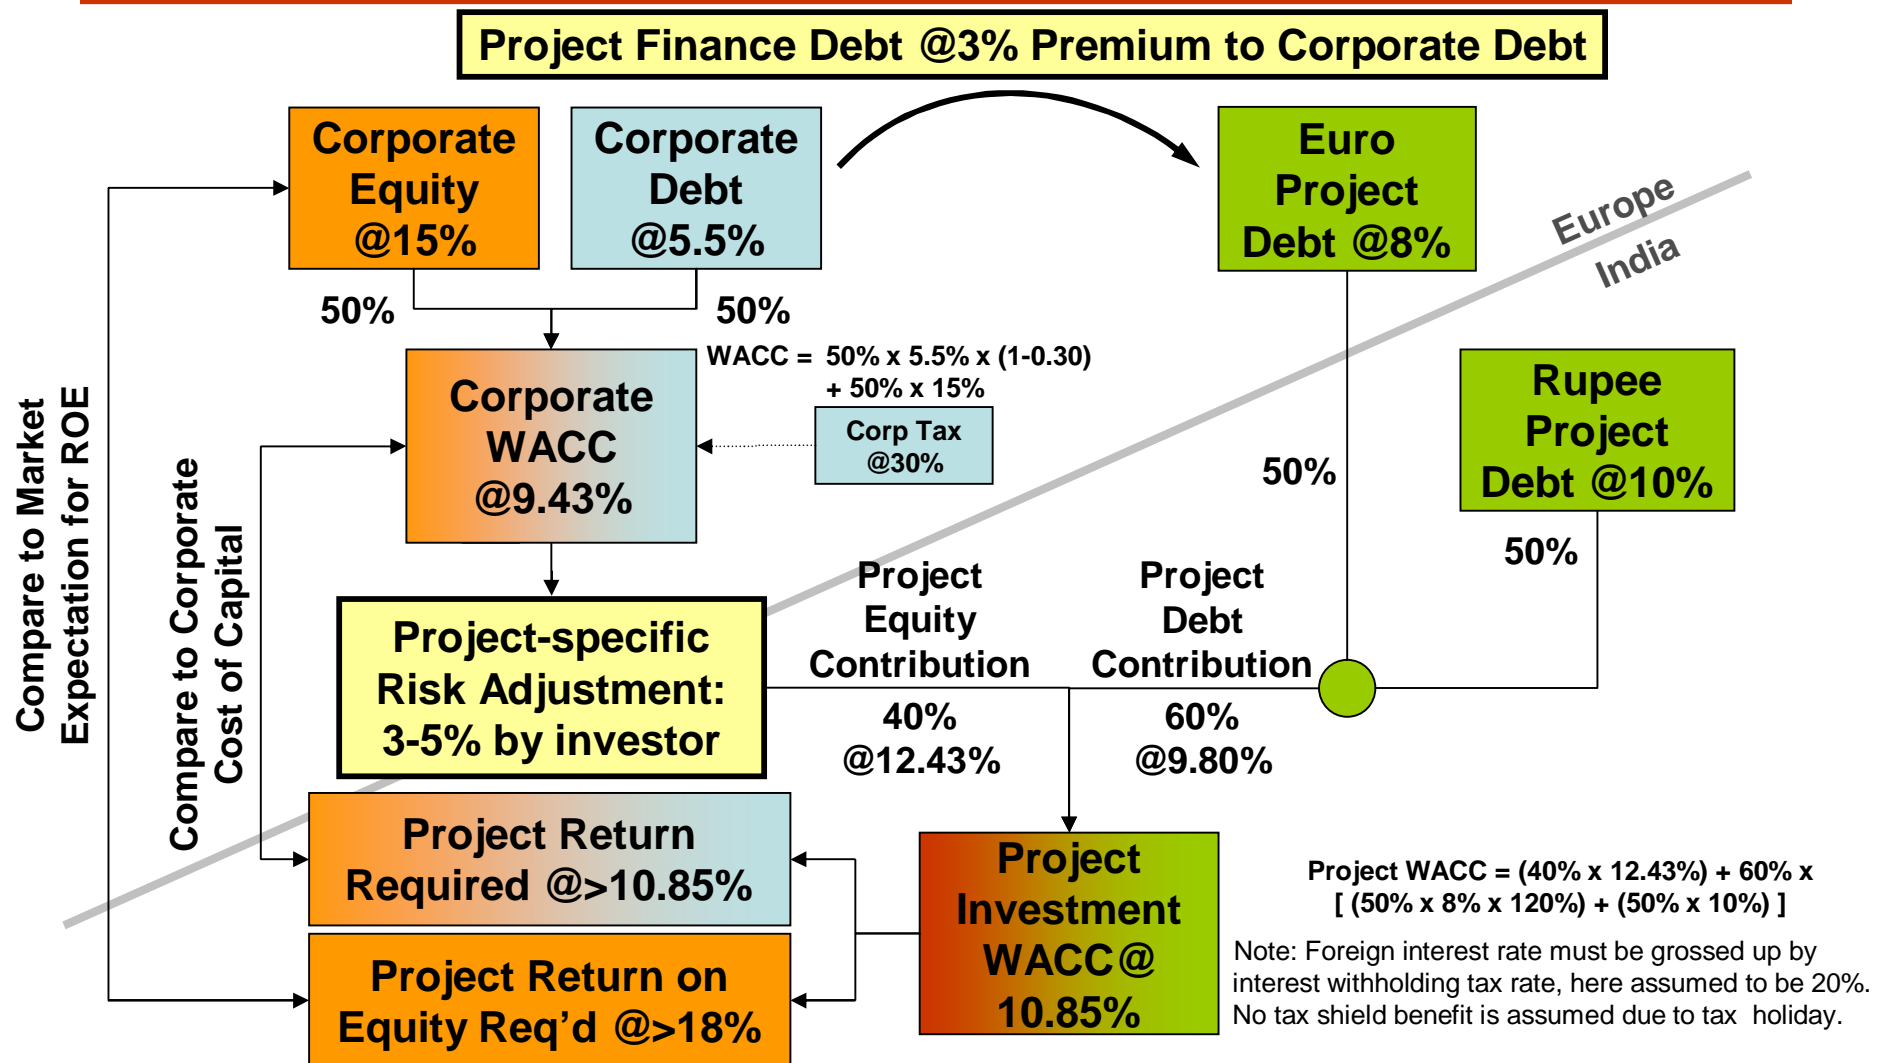 Project Finance Debt @3% Premium to Corporate Debt
Corporate
Equity
@15%
Corporate
Debt
@5.5%
Euro
Project
Debt @8%
Europe
India
50%
50%
WACC = 50% x 5.5% x (1-0.30)
+ 50% x 15%
Corporate
WACC
@9.43%
Corp Tax
@30%
Rupee
Project
Debt @10%
50%
50%
Compare to Market
Expectation for ROE
Compare to Corporate
Cost of Capital
Project-specific
Risk Adjustment:
3-5% by investor
Project
Equity
Contribution
40%
@12.43%
Project
Debt
Contribution
60%
@9.80%
Project Return
Required @>10.85%
Project Return on
Equity Req'd @>18%
Project
Investment
WACC@
10.85%
Project WACC = (40% x 12.43%) + 60% x
[ (50% x 8% x 120%) + (50% x 10%) ]
Note: Foreign interest rate must be grossed up by
interest withholding tax rate, here assumed to be 20%.
No tax shield benefit is assumed due to tax holiday.